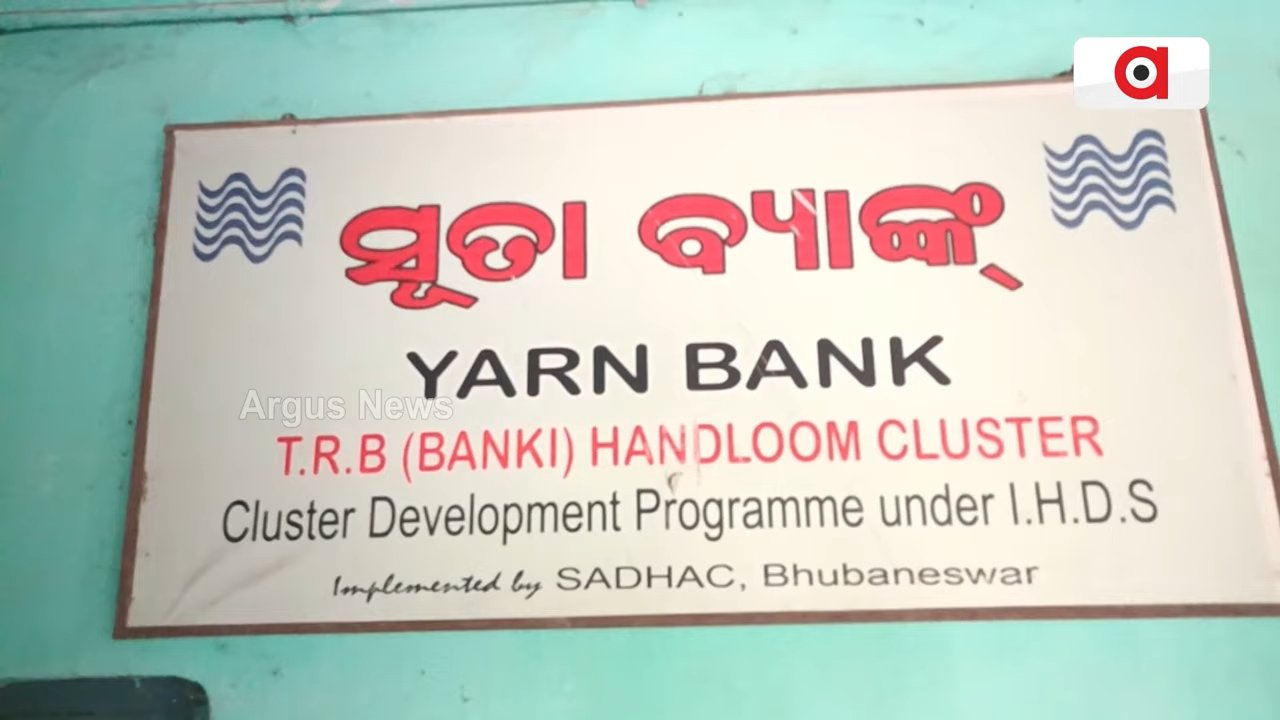 ସୂତା ବ୍ୟାଙ୍କ୍
YARN BANK
Argus News
T.R.B (BANKI) HANDLOOM CLUSTER
Cluster Development Programme under I.H.D.S
Implemented by SADHAC, Bhubaneswar